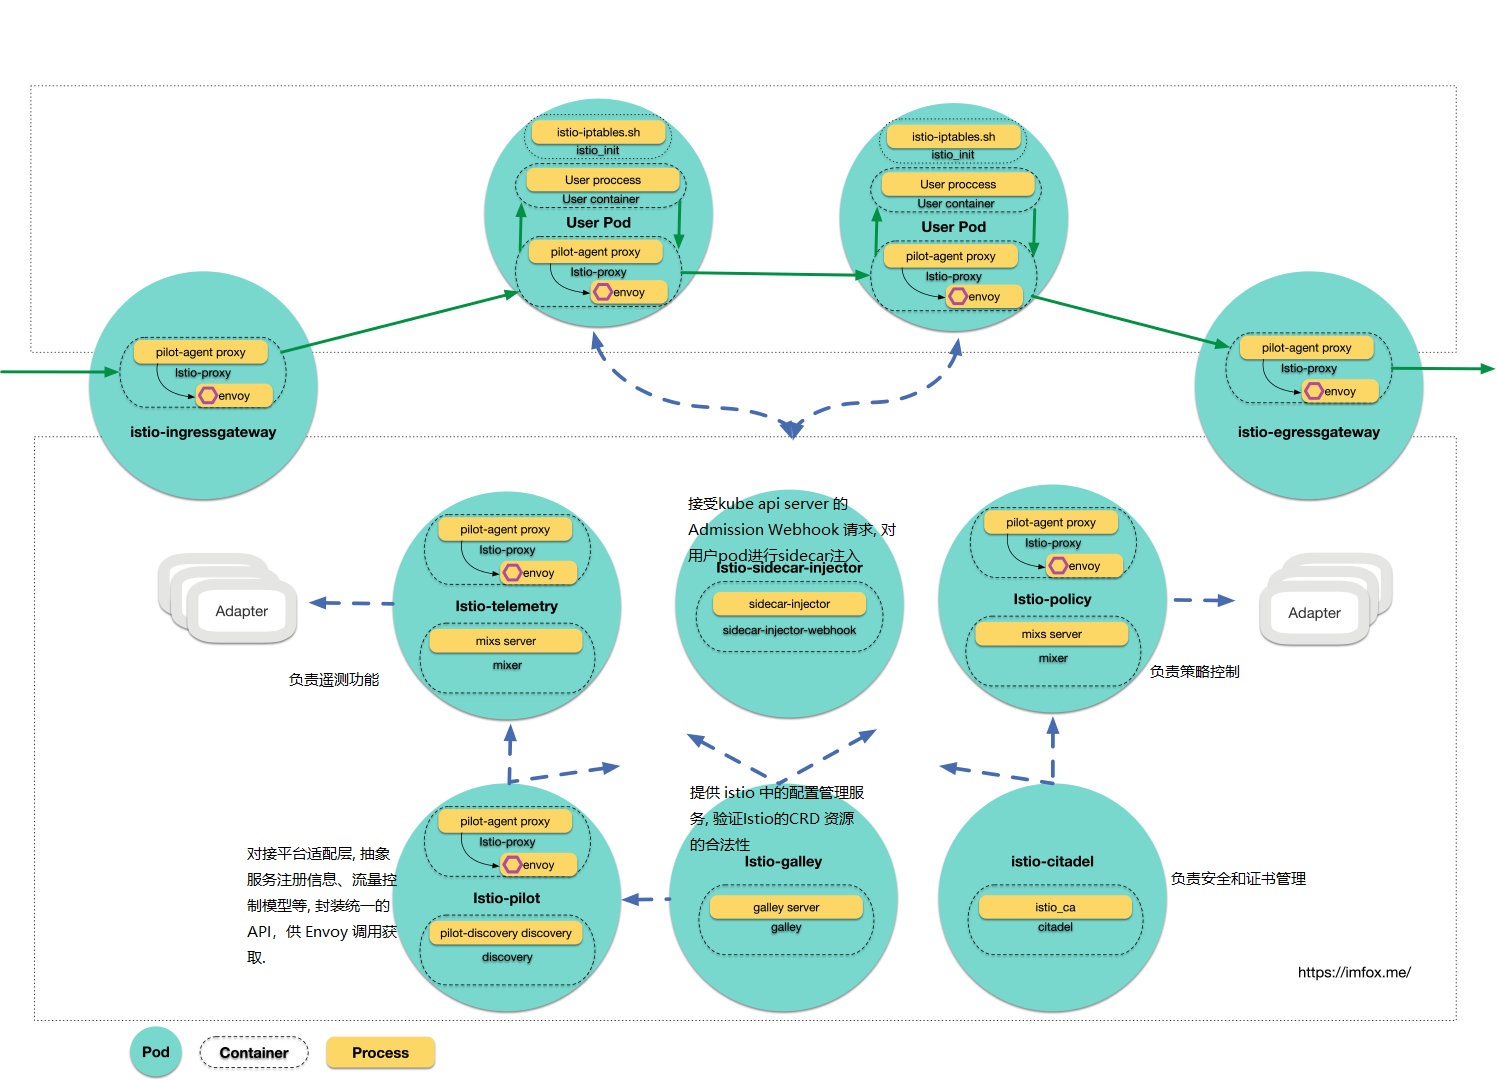 istio-iptables.sh
istio_init
User proccess
User container
User Pod
pilot-agent proxy
Istio-proxy
envoy
istio-iptables.sh
istio_init
User proccess
User container
User Pod
pilot-agent proxy
Istio-proxy
envoy
pilot-agent proxy
Istio-proxy
envoy
istio-ingressgateway
pilot-agent proxy
Istio-proxy
envoy
istio-egressgateway
Adapter
pilot-agent proxy
Istio-proxy
envoy
Istio-telemetry
mixs server
mixer
负责遥测功能
接受kube api server 的
Admission Webhook 请求, 对
用户pod进行sidecar注入
Istio-sidecar-injector
sidecar-injector
sidecar-injector-webhook
pilot-agent proxy
Istio-proxy
envoy
Istio-policy
mixs server
mixer
负责策略控制
Adapter
对接平台适配层, 抽象
服务注册信息、流量控
制模型等, 封装统一的
API，供 Envoy 调用获
取.
pilot-agent proxy
Istio-proxy
envoy
Istio-pilot
pilot-discovery discovery
discovery
提供 istio 中的配置管理服
务, 验证Istio的CRD 资源
的合法性
Istio-galley
galley server
galley
istio-citadel
istio_ca
citadel
负责安全和证书管理
https://imfox.me/
Pod
Container
Process